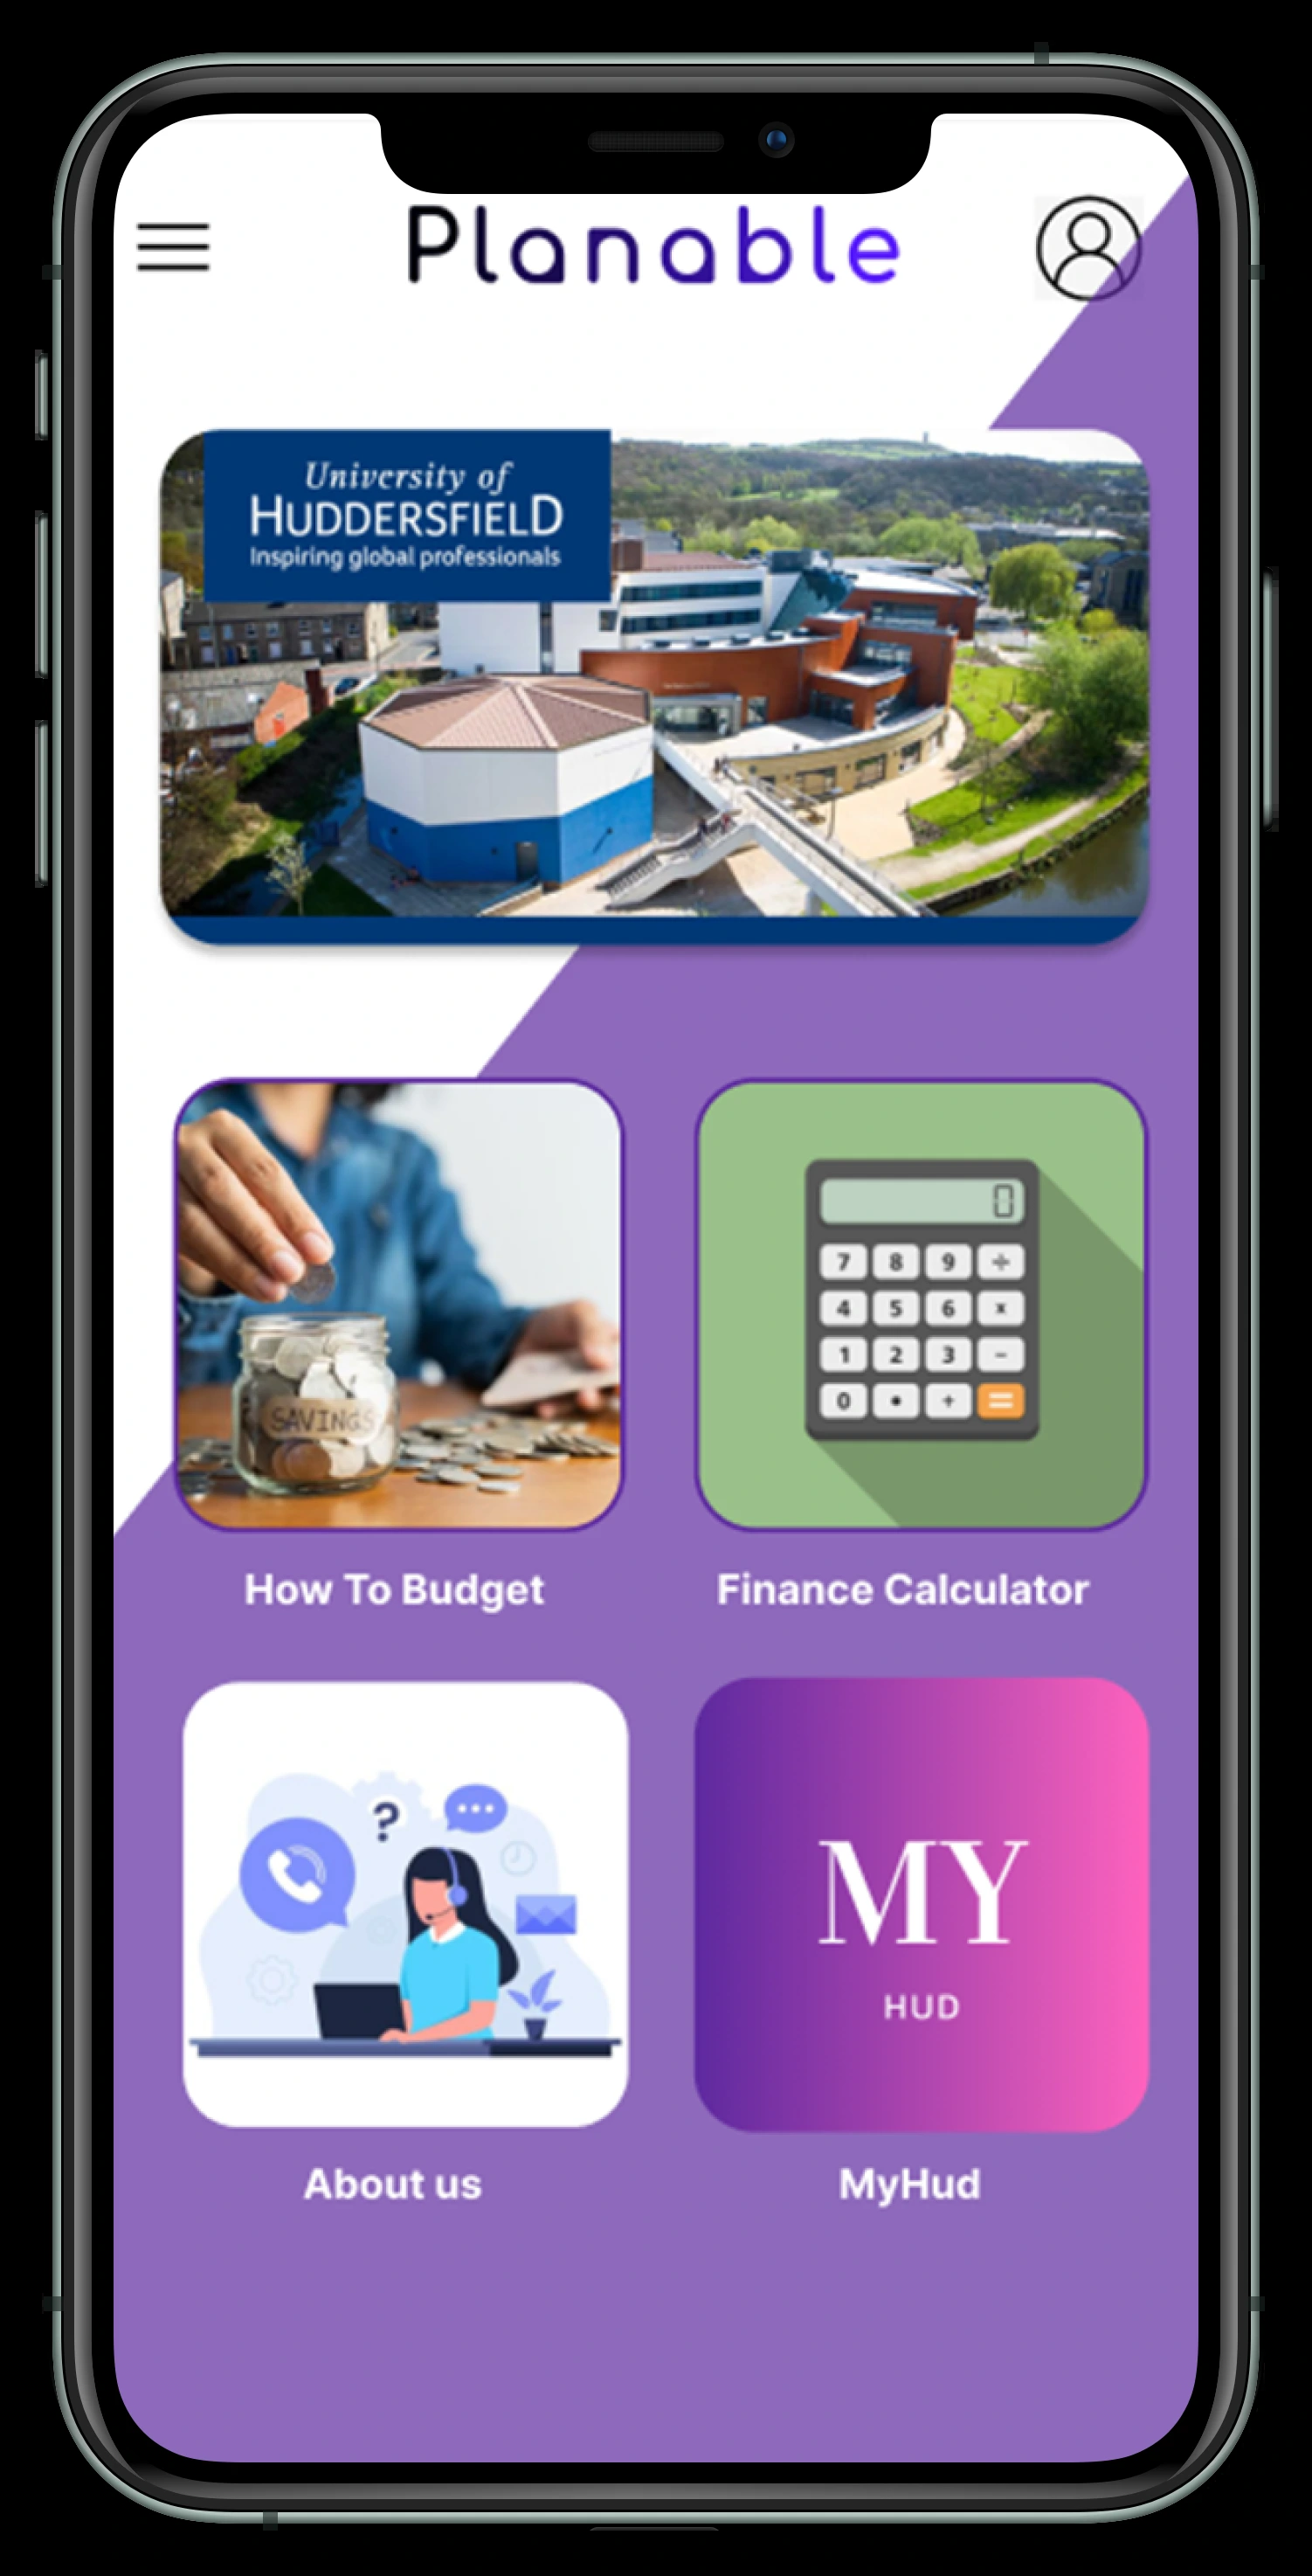 Planable
University of
HUDDERSFIELD
Inspiring global professionals
SAVINGS
0
7 8 9 ÷
4 5 6 x
1 2 3 −
0 • + =
How To Budget
Finance Calculator
?
MY
HUD
About us
MyHud